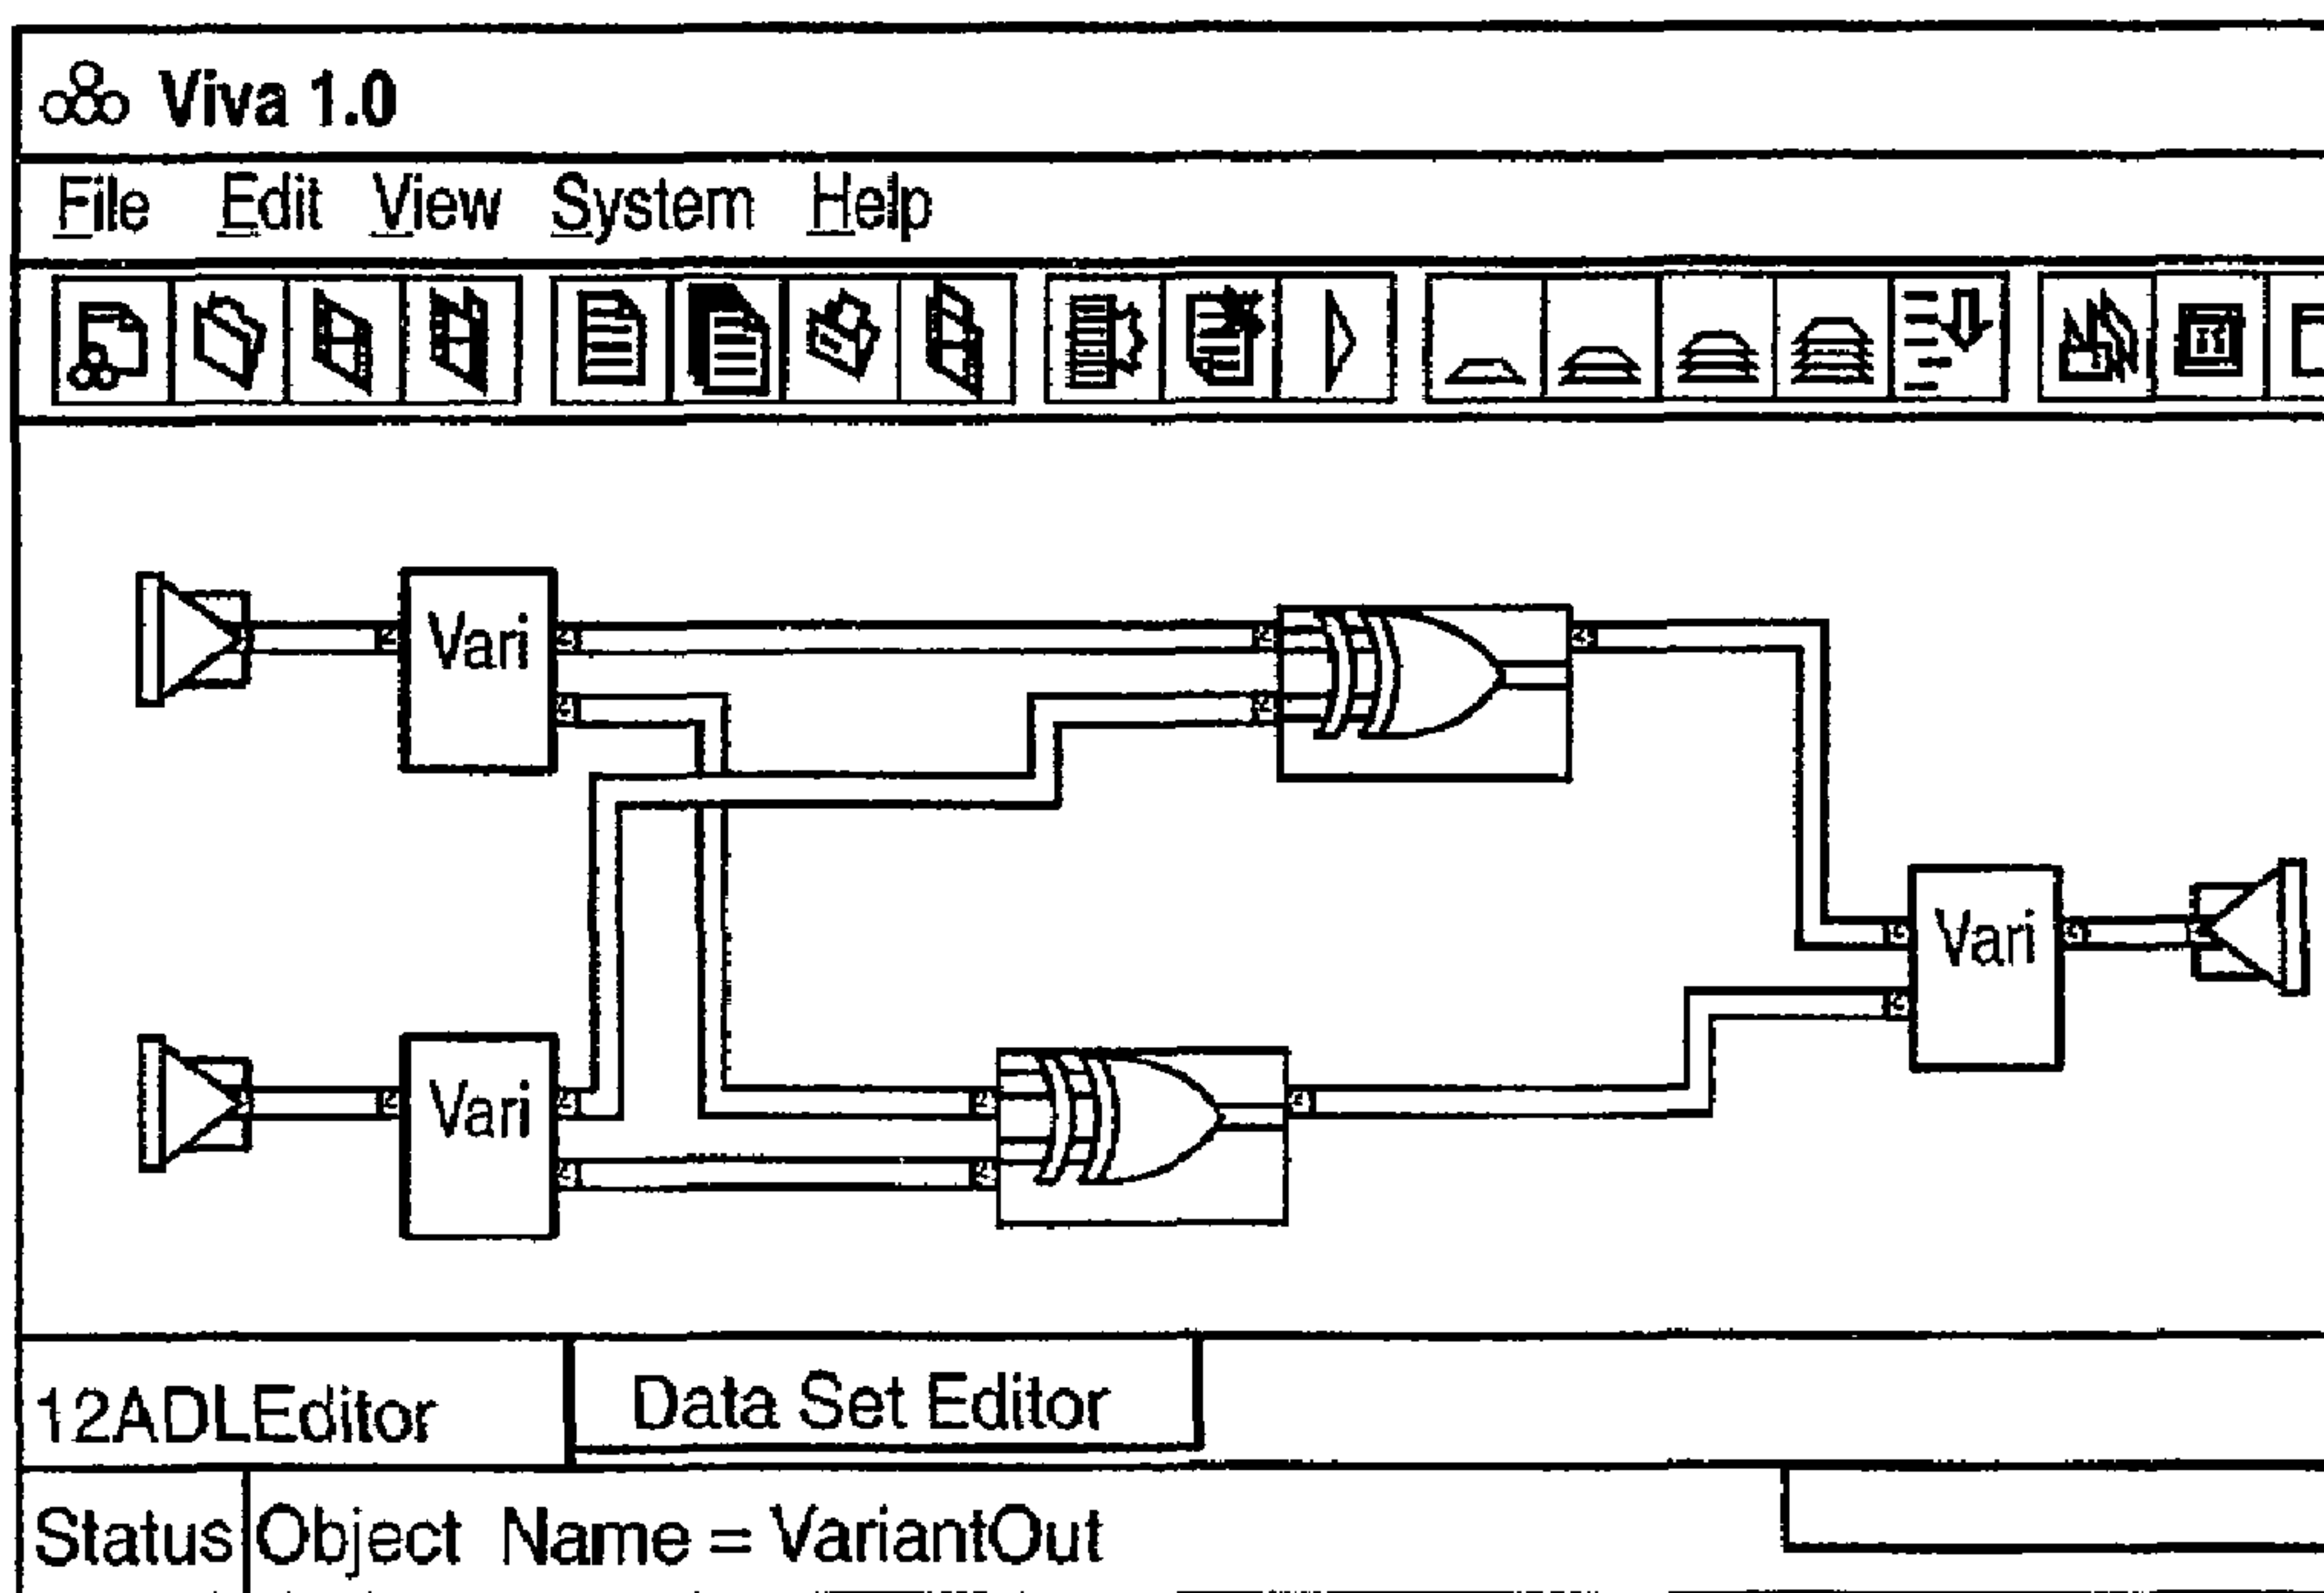 Viva 1.0
File Edit View System Help
Vari
Vari
Vari
12ADLEditor Data Set Editor
Status Object Name = VariantOut